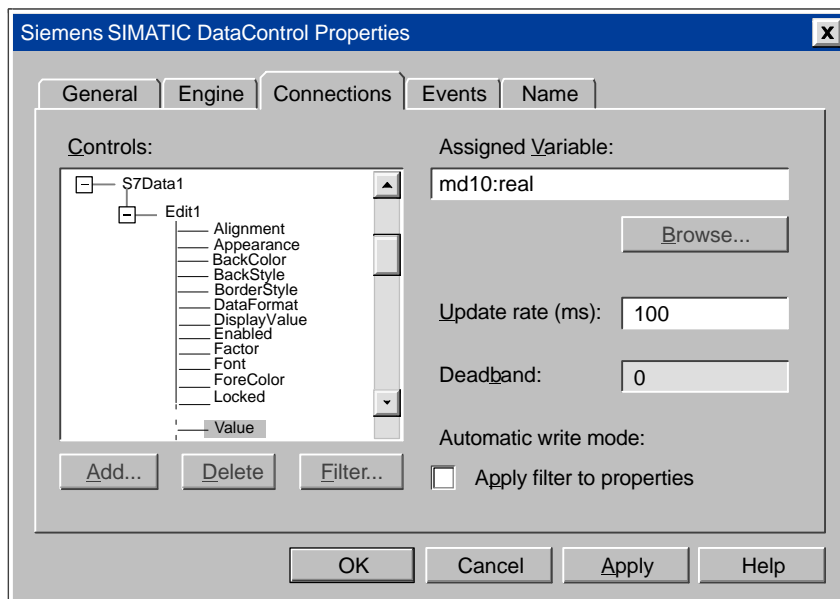 Siemens SIMATIC DataControl Properties
General Engine Connections Events Name
Controls:
S7Data1
Edit1
Alignment
Appearance
BackColor
BackStyle
BorderStyle
DataFormat
DisplayValue
Enabled
Factor
Font
ForeColor
Locked
Value
Add... Delete Filter...
Assigned Variable:
md10:real
Browse...
Update rate (ms): 100
Deadband: 0
Automatic write mode:
Apply filter to properties
OK Cancel Apply Help